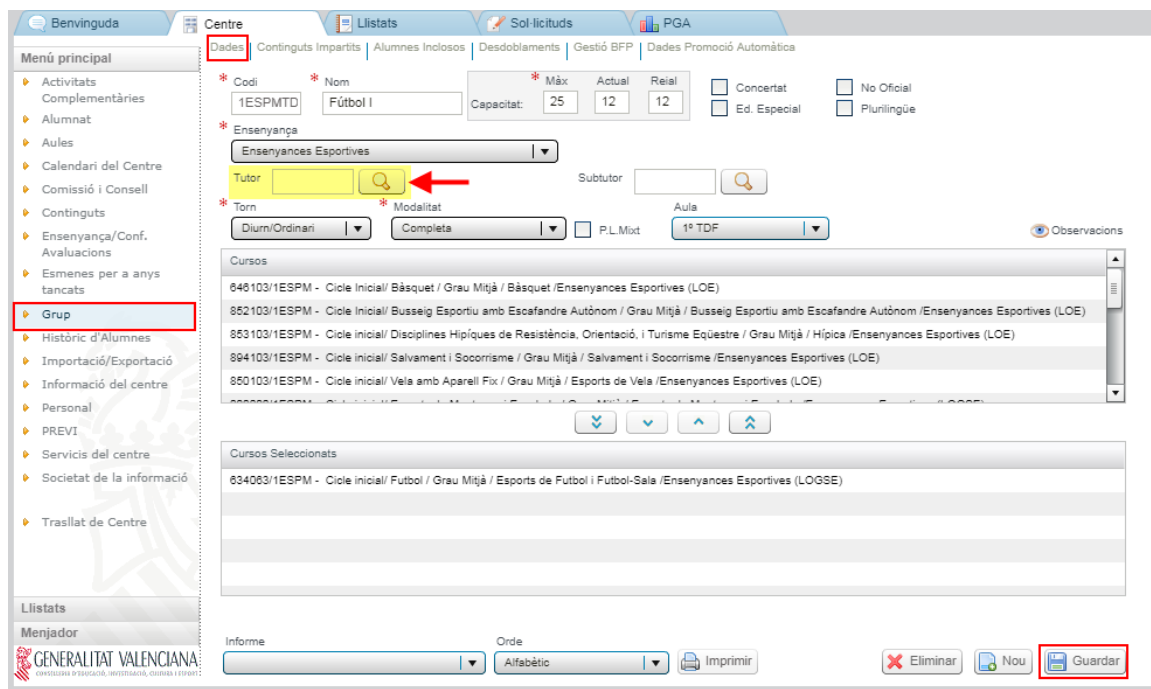 Benvinguda
Centre
Llistats
Sol·licituds
PGA
Menú principal
Activitats
Complementàries
Alumnat
Aules
Calendari del Centre
Comissió i Consell
Continguts
Ensenyança/Conf.
Avaluacions
Esmenes per a anys
tancats
Grup
Històric d'Alumnes
Importació/Exportació
Informació del centre
Personal
PREVI
Servicis del centre
Societat de la informació
Trasllat de Centre
Llistats
Menjador
GENERALITAT VALENCIANA
Dades Continguts Impartits Alumnes Inclosos Desdoblaments Gestió BFP Dades Promoció Automàtica
* Codi * Nom * Màx Actual Reial
1ESPMTD Fútbol I Capacitat: 25 12 12
Concertat No Oficial
Ed. Especial Plurilingüe
* Ensenyança
Ensenyances Esportives
Tutor Subtutor
* Torn * Modalitat Aula
Diurn/Ordinari Completa P.L.Mixt 1º TDF Observacions
Cursos
646103/1ESPM - Cicle Inicial/ Bàsquet / Grau Mitjà / Bàsquet /Ensenyances Esportives (LOE)
852103/1ESPM - Cicle Inicial/ Busseig Esportiu amb Escafandre Autònom / Grau Mitjà / Busseig Esportiu amb Escafandre Autònom /Ensenyances Esportives (LOE)
853103/1ESPM - Cicle inicial/ Disciplines Hipíques de Resistència, Orientació, i Turisme Eqüestre / Grau Mitjà / Hípica /Ensenyances Esportives (LOE)
894103/1ESPM - Cicle inicial/ Salvament i Socorrisme / Grau Mitjà / Salvament i Socorrisme /Ensenyances Esportives (LOE)
850103/1ESPM - Cicle inicial/ Vela amb Aparell Fix / Grau Mitjà / Esports de Vela /Ensenyances Esportives (LOE)
Cursos Seleccionats
634063/1ESPM - Cicle inicial/ Futbol / Grau Mitjà / Esports de Futbol i Futbol-Sala /Ensenyances Esportives (LOGSE)
Informe Orde
Alfabètic Imprimir Eliminar Nou Guardar